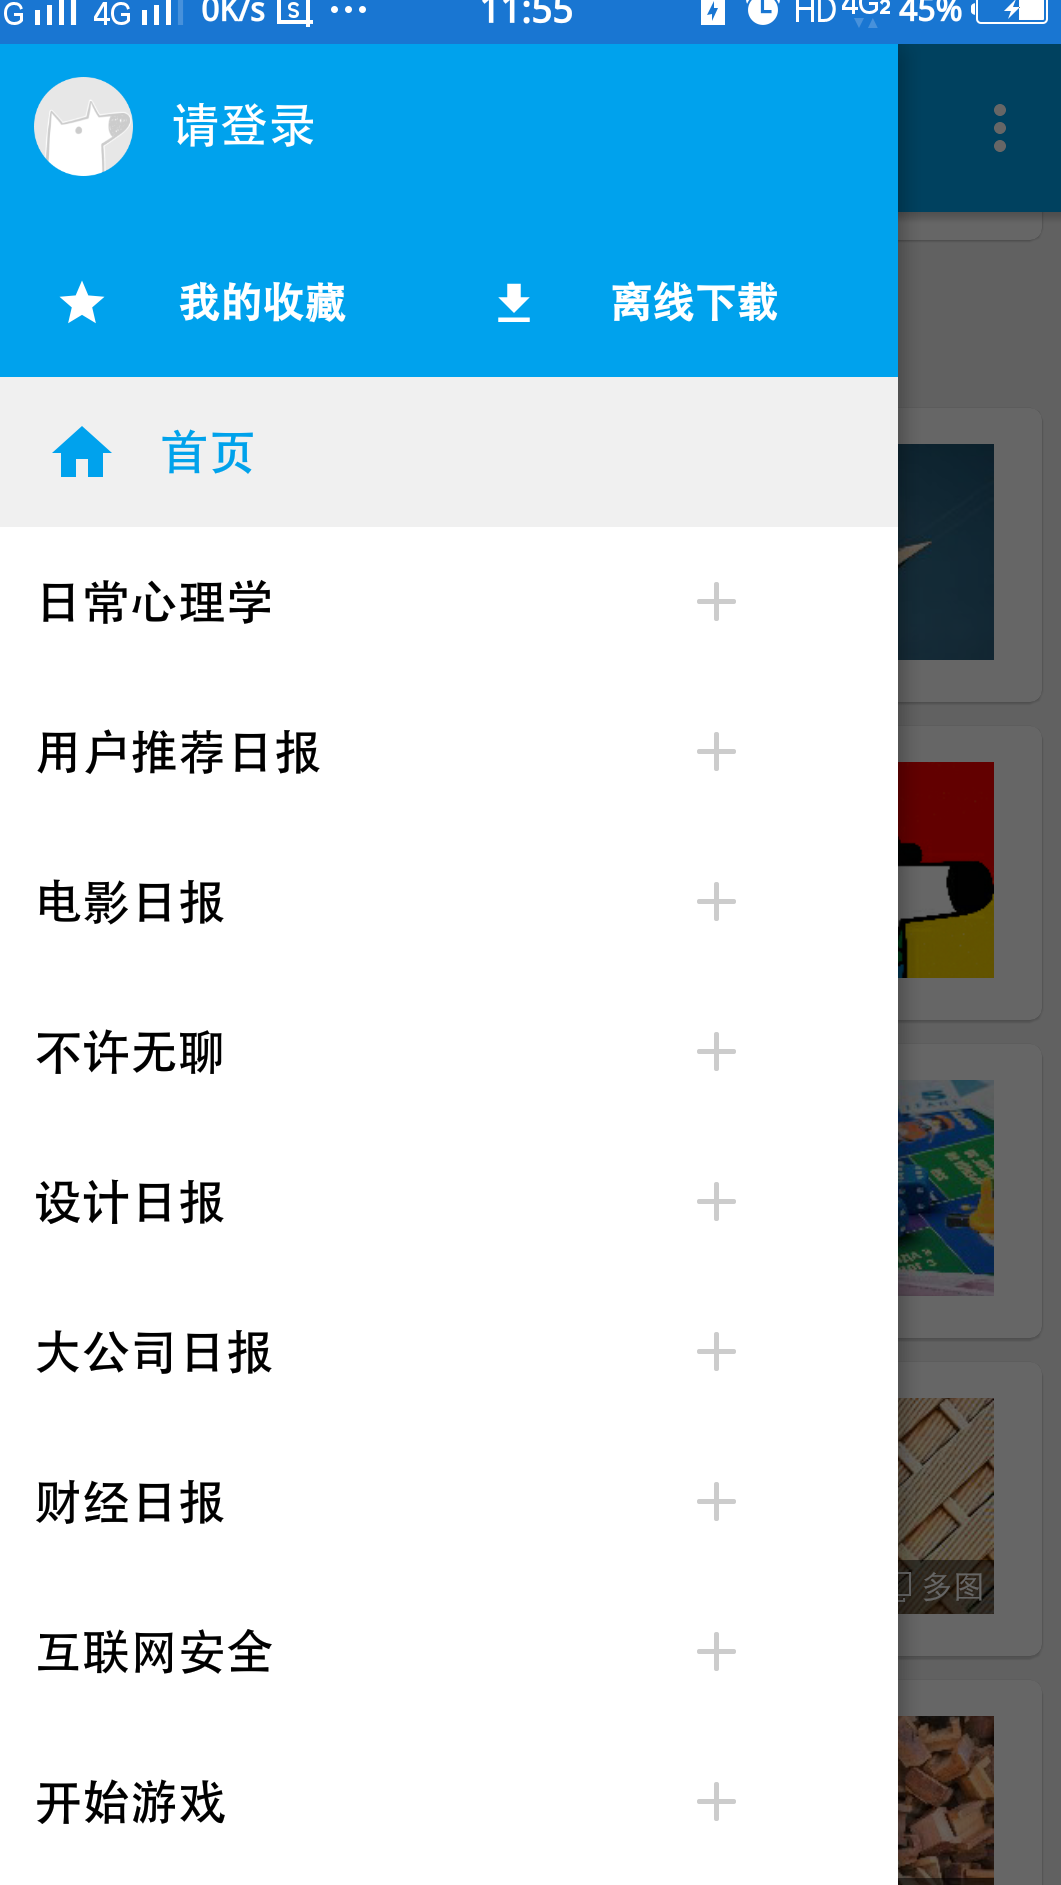 G 4G 0K/s S ... 11:55 HD 4G2 45%
请登录
我的收藏 离线下载
首页
日常心理学
用户推荐日报
电影日报
不许无聊
设计日报
大公司日报
财经日报
多图
互联网安全
开始游戏